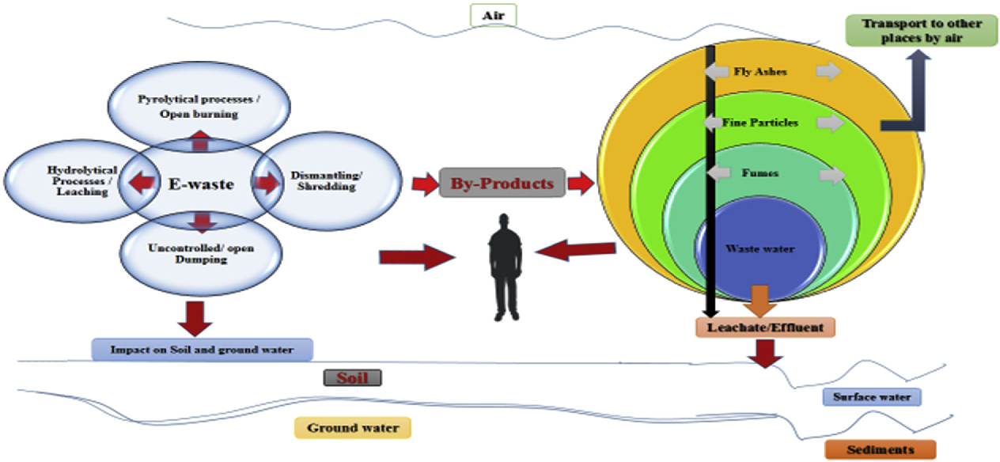 Air
Transport to other
places by air
Pyrolytical processes /
Open burning
Hydrolytical
Processes /
Leaching
E-waste
Dismantling/
Shredding
Uncontrolled/ open
Dumping
By-Products
Fly Ashes
Fine Particles
Fumes
Waste water
Leachate/Effluent
Impact on Soil and ground water
Soil
Surface water
Ground water
Sediments